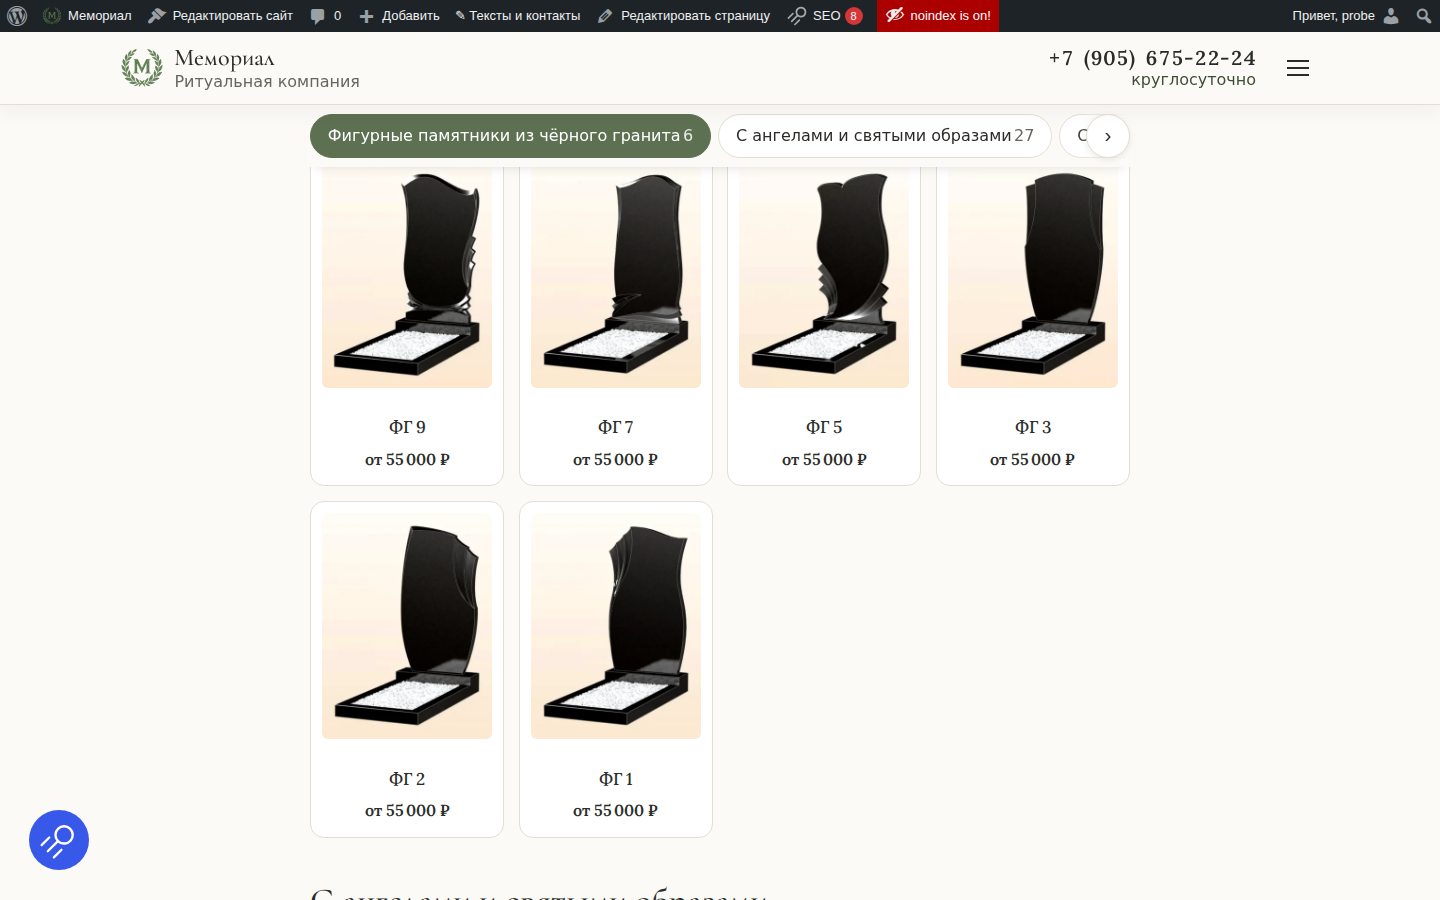 Мемориал
Редактировать сайт
0
Добавить
✎ Тексты и контакты
Редактировать страницу
SEO 8
noindex is on!
Привет, probe
М
Мемориал
Ритуальная компания
+7 (905) 675-22-24
круглосуточно
Фигурные памятники из чёрного гранита 6
С ангелами и святыми образами 27
С
›
ФГ 9
от 55 000 ₽
ФГ 7
от 55 000 ₽
ФГ 5
от 55 000 ₽
ФГ 3
от 55 000 ₽
ФГ 2
от 55 000 ₽
ФГ 1
от 55 000 ₽
С ангелами и святыми образами